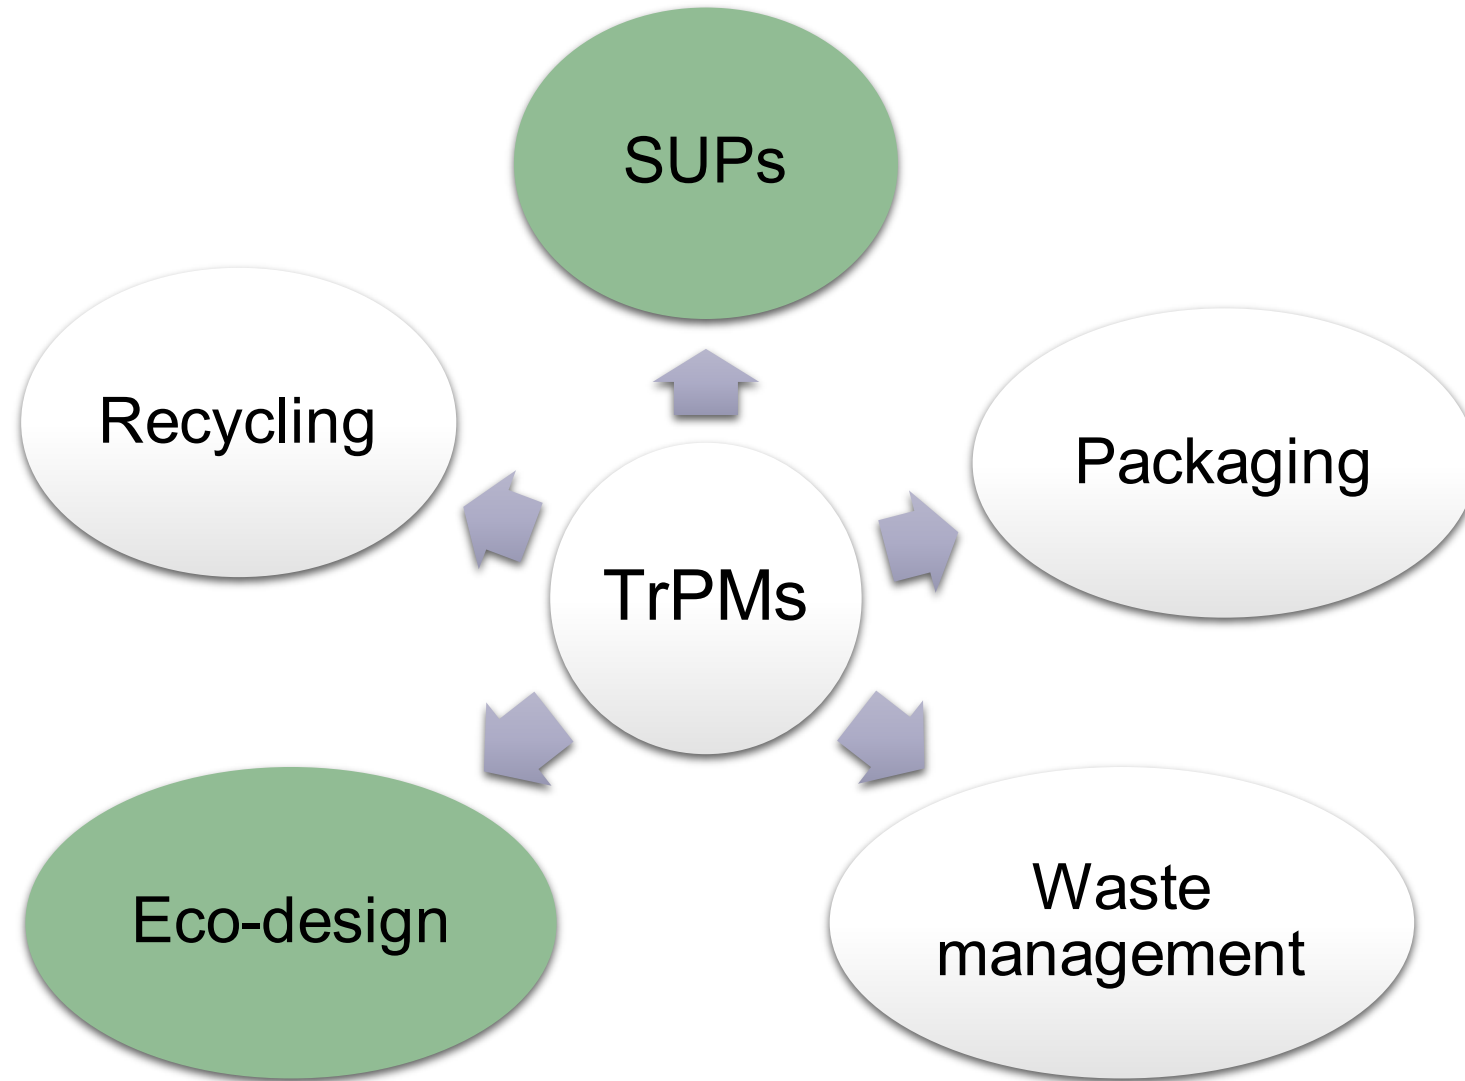 SUPs
Recycling
Packaging
TrPMs
Eco-design
Waste
management